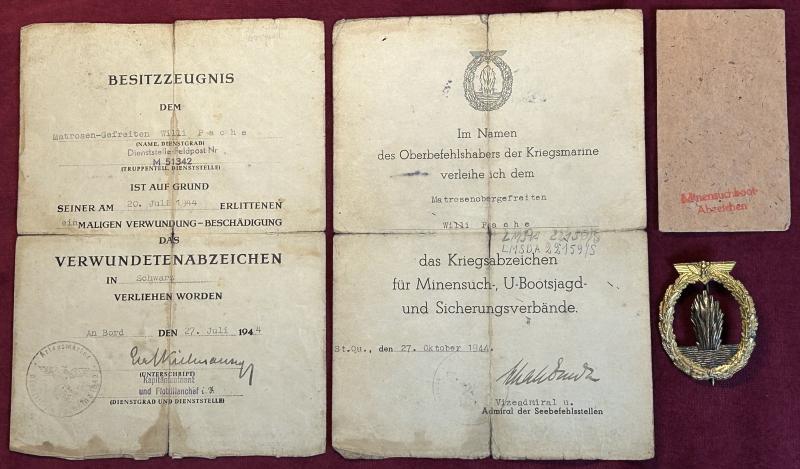 BESITZZEUGNIS
DEM
Matrosen-Gefreiten Willi Pache
(NAME, DIENSTGRAD)
Dienststelle Feldpost Nr
M 51342
(TRUPPENTEIL, DIENSTSTELLE)
IST AUF GRUND
SEINER AM 20. Juli 1944 ERLITTENEN
ein MALIGEN VERWUNDUNG-BESCHÄDIGUNG
DAS
VERWUNDETENABZEICHEN
IN Schwarz
VERLIEHEN WORDEN
An Bord DEN 27. Juli 1944
Kriegsmarine
(UNTERSCHRIFT)
Kapitänleutnant
und Flottillenchef i.V.
(DIENSTGRAD UND DIENSTSTELLE)
Im Namen
des Oberbefehlshabers der Kriegsmarine
verleihe ich dem
Matrosenobergefreiten
Willi Pache
das Kriegsabzeichen
für Minensuch-, U-Bootsjagd-
und Sicherungsverbände.
St.Qu., den 27. Oktober 1944.
Vizeadmiral u.
Admiral der Seebefehlsstellen
Minensuchboot-
Abzeichen